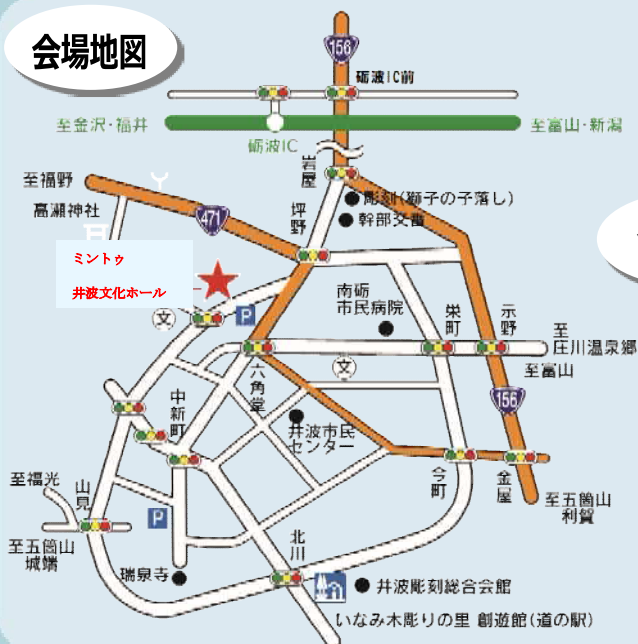 会場地図
156
砺波IC前
至金沢・福井
至富山・新潟
砺波IC
岩屋
至福野
彫刻(獅子の子落し)
高瀬神社
471
坪野
幹部交番
ミントゥ
井波文化ホール
南砺
市民病院
栄町
示野
文
P
至
庄川温泉郷
文
至富山
六角堂
中新町
156
井波市民
センター
今町
金屋
至福光
山見
至五箇山
利賀
P
至五箇山
城端
北川
瑞泉寺
井波彫刻総合会館
いなみ木彫りの里 創遊館(道の駅)